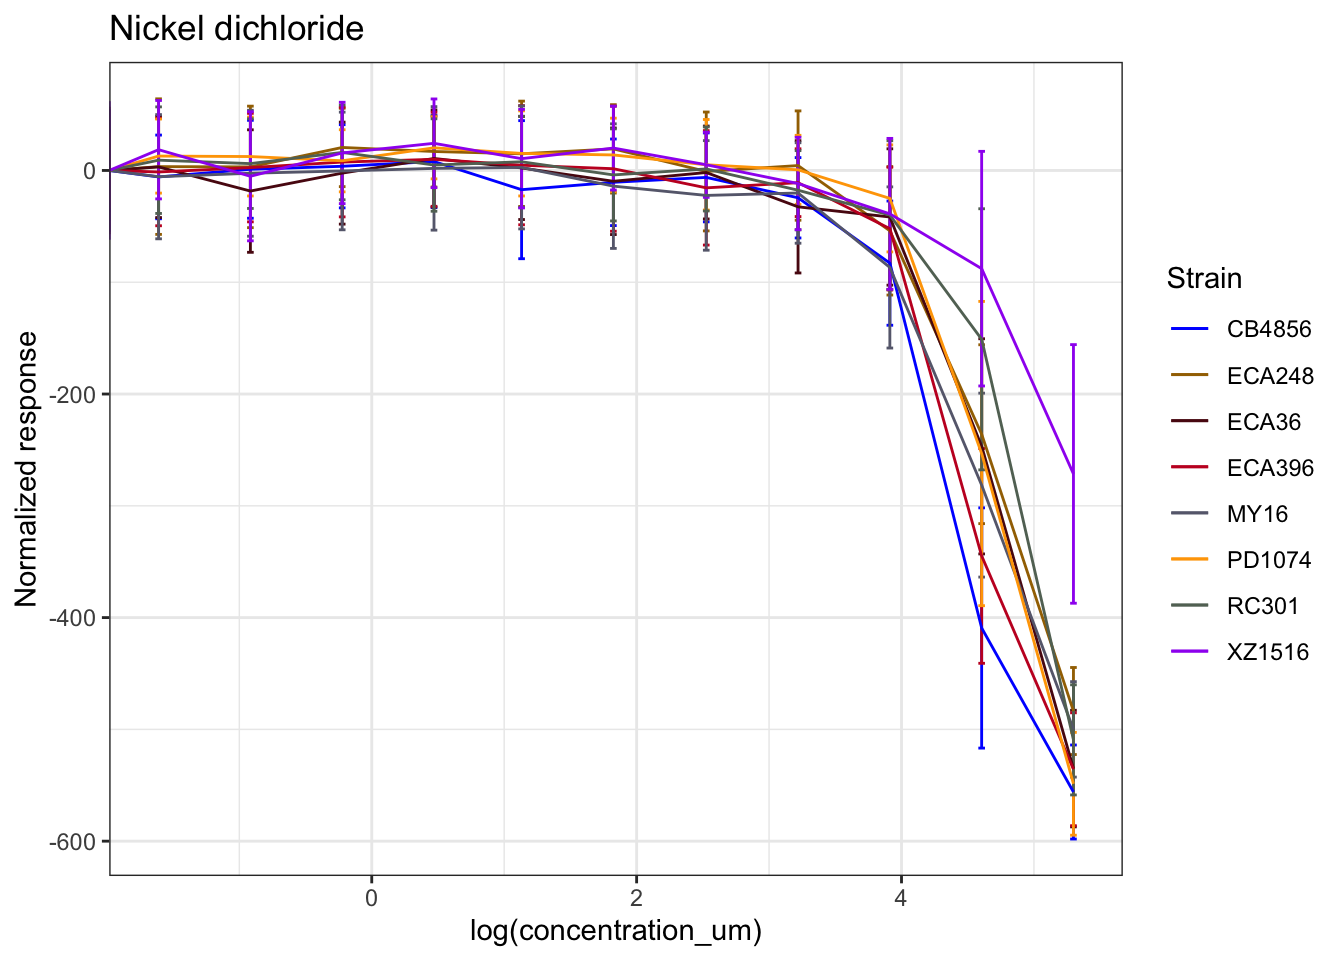 Nickel dichloride
Normalized response
0
-200
-400
-600
0
2
4
log(concentration_um)
Strain
CB4856
ECA248
ECA36
ECA396
MY16
PD1074
RC301
XZ1516